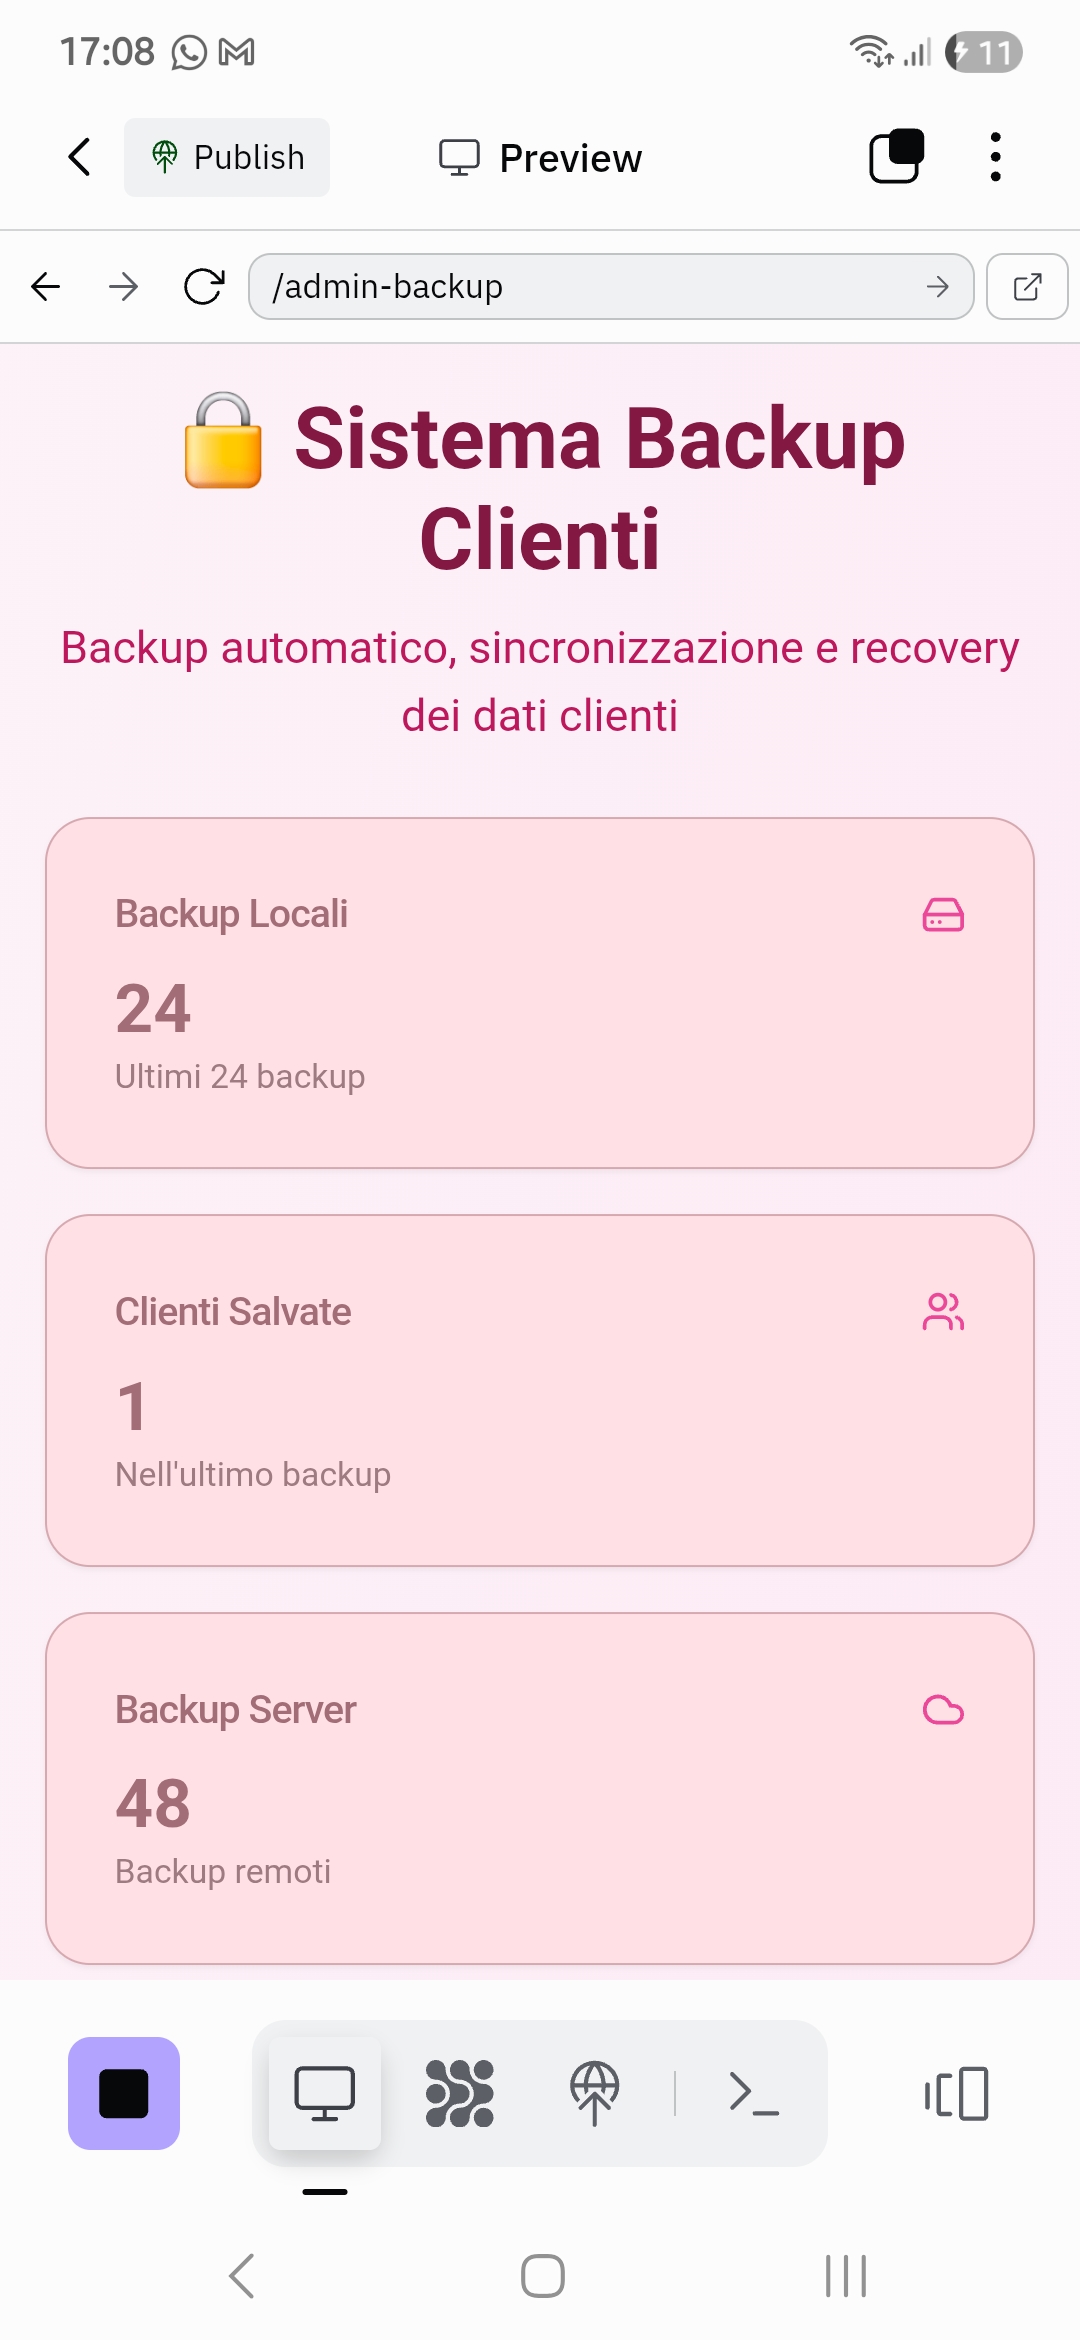 17:08
11
Publish
Preview
/admin-backup
Sistema Backup
Clienti
Backup automatico, sincronizzazione e recovery
dei dati clienti
Backup Locali
24
Ultimi 24 backup
Clienti Salvate
1
Nell'ultimo backup
Backup Server
48
Backup remoti